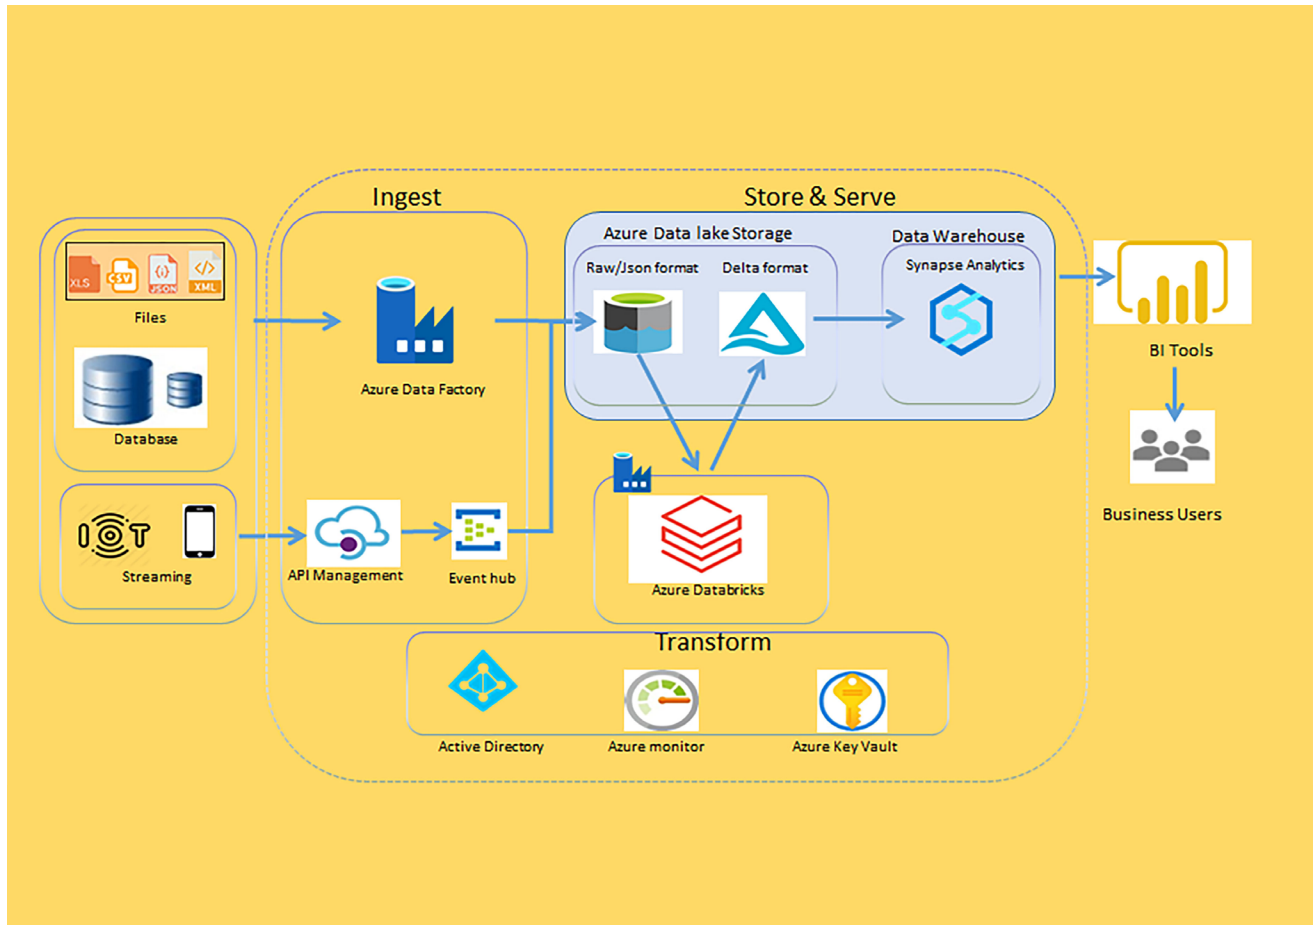 Ingest
Store & Serve
Azure Data lake Storage
Data Warehouse
Raw/Json format
Delta format
Synapse Analytics
XLS
CSV
{i}
JSON
</>
XML
Files
Database
Azure Data Factory
BI Tools
Business Users
IOT
Streaming
API Management
Event hub
Azure Databricks
Transform
Active Directory
Azure monitor
Azure Key Vault